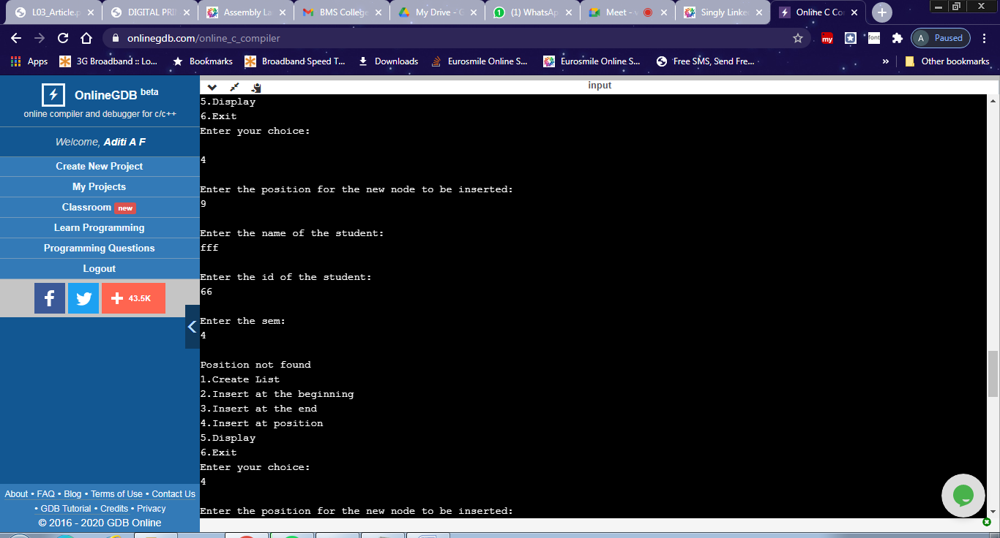 L03_Article.p
DIGITAL PRI
Assembly La
BMS College
My Drive - G
(1) WhatsAp
Meet -
Singly Linke
Online C Co
onlinegdb.com/online_c_compiler
my
font
A Paused
Apps
3G Broadband :: Lo...
Bookmarks
Broadband Speed T...
Downloads
Eurosmile Online S...
Eurosmile Online S...
Free SMS, Send Fre...
»
Other bookmarks
OnlineGDB beta
online compiler and debugger for c/c++
Welcome, Aditi A F
Create New Project
My Projects
Classroom new
Learn Programming
Programming Questions
Logout
43.5K
About • FAQ • Blog • Terms of Use • Contact Us
• GDB Tutorial • Credits • Privacy
© 2016 - 2020 GDB Online
input
5.Display
6.Exit
Enter your choice:
4
Enter the position for the new node to be inserted:
9
Enter the name of the student:
fff
Enter the id of the student:
66
Enter the sem:
4
Position not found
1.Create List
2.Insert at the beginning
3.Insert at the end
4.Insert at position
5.Display
6.Exit
Enter your choice:
4
Enter the position for the new node to be inserted: